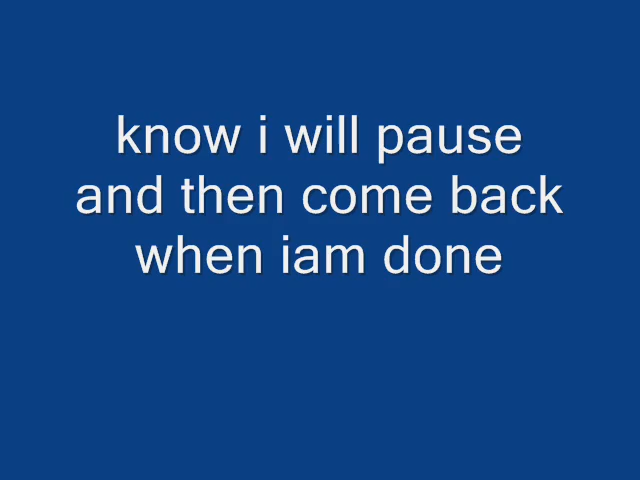 know i will pause
and then come back
when iam done